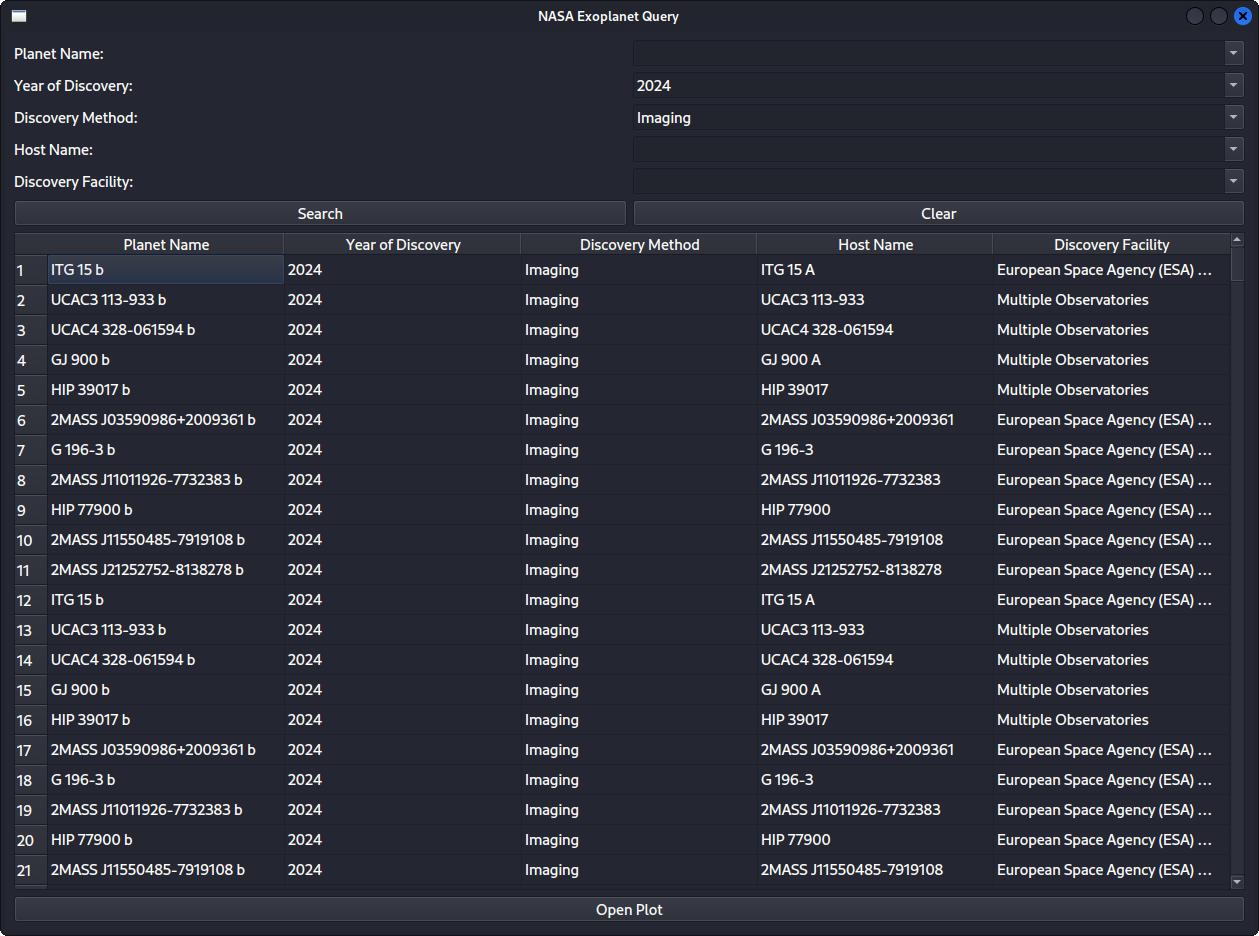 NASA Exoplanet Query
Planet Name:
Year of Discovery: 2024
Discovery Method: Imaging
Host Name:
Discovery Facility:
Search Clear
Planet Name Year of Discovery Discovery Method Host Name Discovery Facility
1 ITG 15 b 2024 Imaging ITG 15 A European Space Agency (ESA) ...
2 UCAC3 113-933 b 2024 Imaging UCAC3 113-933 Multiple Observatories
3 UCAC4 328-061594 b 2024 Imaging UCAC4 328-061594 Multiple Observatories
4 GJ 900 b 2024 Imaging GJ 900 A Multiple Observatories
5 HIP 39017 b 2024 Imaging HIP 39017 Multiple Observatories
6 2MASS J03590986+2009361 b 2024 Imaging 2MASS J03590986+2009361 European Space Agency (ESA) ...
7 G 196-3 b 2024 Imaging G 196-3 European Space Agency (ESA) ...
8 2MASS J11011926-7732383 b 2024 Imaging 2MASS J11011926-7732383 European Space Agency (ESA) ...
9 HIP 77900 b 2024 Imaging HIP 77900 European Space Agency (ESA) ...
10 2MASS J11550485-7919108 b 2024 Imaging 2MASS J11550485-7919108 European Space Agency (ESA) ...
11 2MASS J21252752-8138278 b 2024 Imaging 2MASS J21252752-8138278 European Space Agency (ESA) ...
12 ITG 15 b 2024 Imaging ITG 15 A European Space Agency (ESA) ...
13 UCAC3 113-933 b 2024 Imaging UCAC3 113-933 Multiple Observatories
14 UCAC4 328-061594 b 2024 Imaging UCAC4 328-061594 Multiple Observatories
15 GJ 900 b 2024 Imaging GJ 900 A Multiple Observatories
16 HIP 39017 b 2024 Imaging HIP 39017 Multiple Observatories
17 2MASS J03590986+2009361 b 2024 Imaging 2MASS J03590986+2009361 European Space Agency (ESA) ...
18 G 196-3 b 2024 Imaging G 196-3 European Space Agency (ESA) ...
19 2MASS J11011926-7732383 b 2024 Imaging 2MASS J11011926-7732383 European Space Agency (ESA) ...
20 HIP 77900 b 2024 Imaging HIP 77900 European Space Agency (ESA) ...
21 2MASS J11550485-7919108 b 2024 Imaging 2MASS J11550485-7919108 European Space Agency (ESA) ...
Open Plot